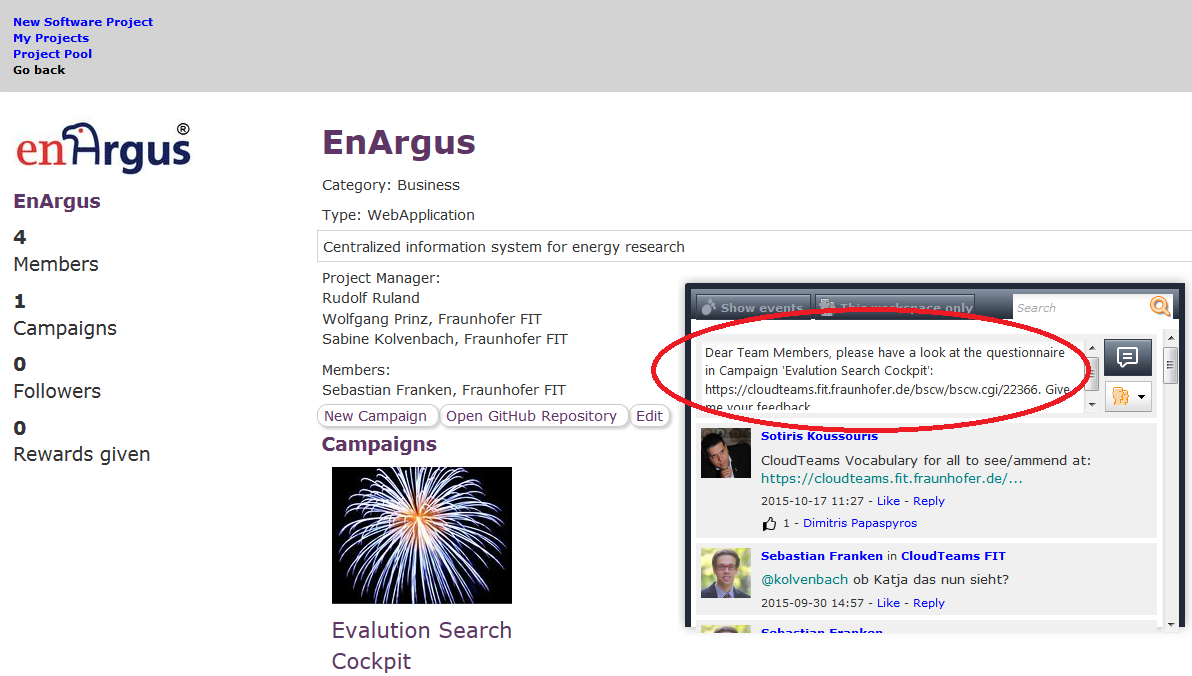 New Software Project
My Projects
Project Pool
Go back
enArgus®
EnArgus
4
Members
1
Campaigns
0
Followers
0
Rewards given
EnArgus
Category: Business
Type: WebApplication
Centralized information system for energy research
Project Manager:
Rudolf Ruland
Wolfgang Prinz, Fraunhofer FIT
Sabine Kolvenbach, Fraunhofer FIT
Members:
Sebastian Franken, Fraunhofer FIT
New Campaign
Open GitHub Repository
Edit
Campaigns
Evalution Search
Cockpit
Show events
This workspace only
Search
Dear Team Members, please have a look at the questionnaire
in Campaign 'Evalution Search Cockpit':
https://cloudteams.fit.fraunhofer.de/bscw/bscw.cgi/22366. Give
me your feedback
Sotiris Koussouris
CloudTeams Vocabulary for all to see/ammend at:
https://cloudteams.fit.fraunhofer.de/...
2015-10-17 11:27 - Like - Reply
1 - Dimitris Papaspyros
Sebastian Franken in CloudTeams FIT
@kolvenbach ob Katja das nun sieht?
2015-09-30 14:57 - Like - Reply
Sebastian Franken